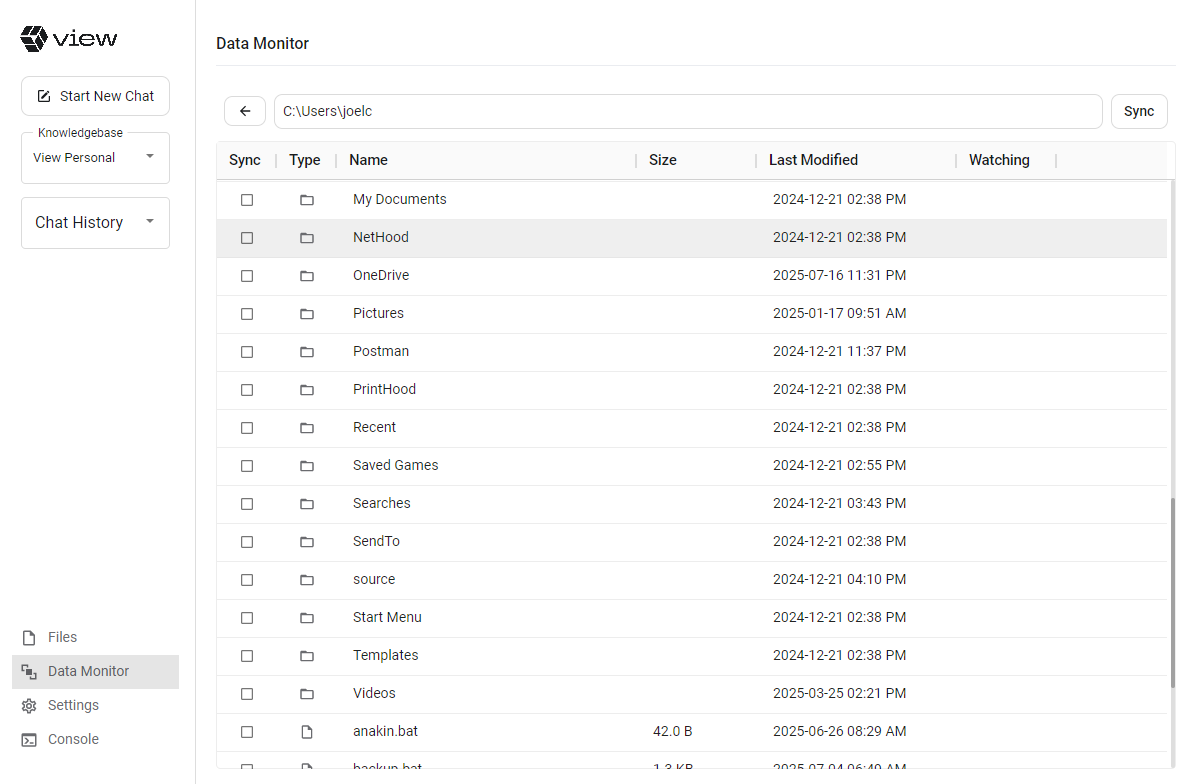 view
Start New Chat
Knowledgebase
View Personal
Chat History
Files
Data Monitor
Settings
Console
Data Monitor
C:\Users\joelc
Sync
Sync Type Name Size Last Modified Watching
My Documents 2024-12-21 02:38 PM
NetHood 2024-12-21 02:38 PM
OneDrive 2025-07-16 11:31 PM
Pictures 2025-01-17 09:51 AM
Postman 2024-12-21 11:37 PM
PrintHood 2024-12-21 02:38 PM
Recent 2024-12-21 02:38 PM
Saved Games 2024-12-21 02:55 PM
Searches 2024-12-21 03:43 PM
SendTo 2024-12-21 02:38 PM
source 2024-12-21 04:10 PM
Start Menu 2024-12-21 02:38 PM
Templates 2024-12-21 02:38 PM
Videos 2025-03-25 02:21 PM
anakin.bat 42.0 B 2025-06-26 08:29 AM
backup.bat 1.3 KB 2025-07-04 06:49 AM